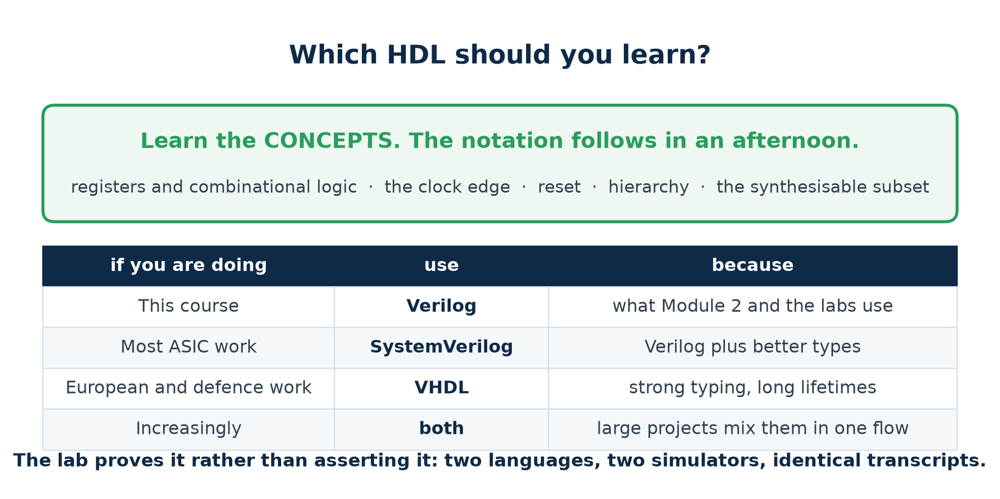 Which HDL should you learn?
Learn the CONCEPTS. The notation follows in an afternoon.
registers and combinational logic · the clock edge · reset · hierarchy · the synthesisable subset
if you are doing use because
This course Verilog what Module 2 and the labs use
Most ASIC work SystemVerilog Verilog plus better types
European and defence work VHDL strong typing, long lifetimes
Increasingly both large projects mix them in one flow
The lab proves it rather than asserting it: two languages, two simulators, identical transcripts.